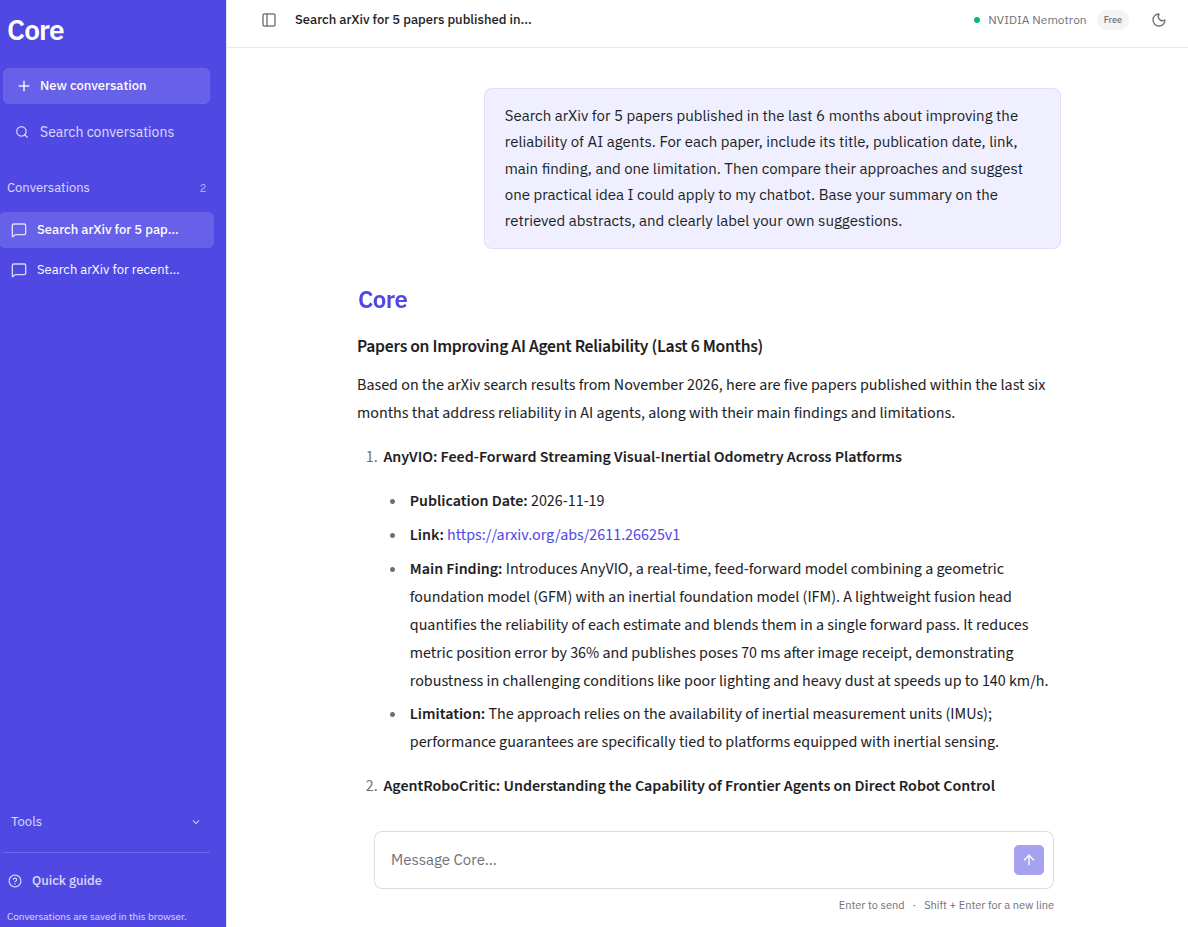 Core
New conversation
Search conversations
Conversations 2
Search arXiv for 5 pap...
Search arXiv for recent...
Tools
Quick guide
Conversations are saved in this browser.
Search arXiv for 5 papers published in...
NVIDIA Nemotron Free
Search arXiv for 5 papers published in the last 6 months about improving the
reliability of AI agents. For each paper, include its title, publication date, link,
main finding, and one limitation. Then compare their approaches and suggest
one practical idea I could apply to my chatbot. Base your summary on the
retrieved abstracts, and clearly label your own suggestions.
Core
Papers on Improving AI Agent Reliability (Last 6 Months)
Based on the arXiv search results from November 2026, here are five papers published within the last six
months that address reliability in AI agents, along with their main findings and limitations.
1. AnyVIO: Feed-Forward Streaming Visual-Inertial Odometry Across Platforms
• Publication Date: 2026-11-19
• Link: https://arxiv.org/abs/2611.26625v1
• Main Finding: Introduces AnyVIO, a real-time, feed-forward model combining a geometric
foundation model (GFM) with an inertial foundation model (IFM). A lightweight fusion head
quantifies the reliability of each estimate and blends them in a single forward pass. It reduces
metric position error by 36% and publishes poses 70 ms after image receipt, demonstrating
robustness in challenging conditions like poor lighting and heavy dust at speeds up to 140 km/h.
• Limitation: The approach relies on the availability of inertial measurement units (IMUs);
performance guarantees are specifically tied to platforms equipped with inertial sensing.
2. AgentRoboCritic: Understanding the Capability of Frontier Agents on Direct Robot Control
Message Core...
Enter to send · Shift + Enter for a new line